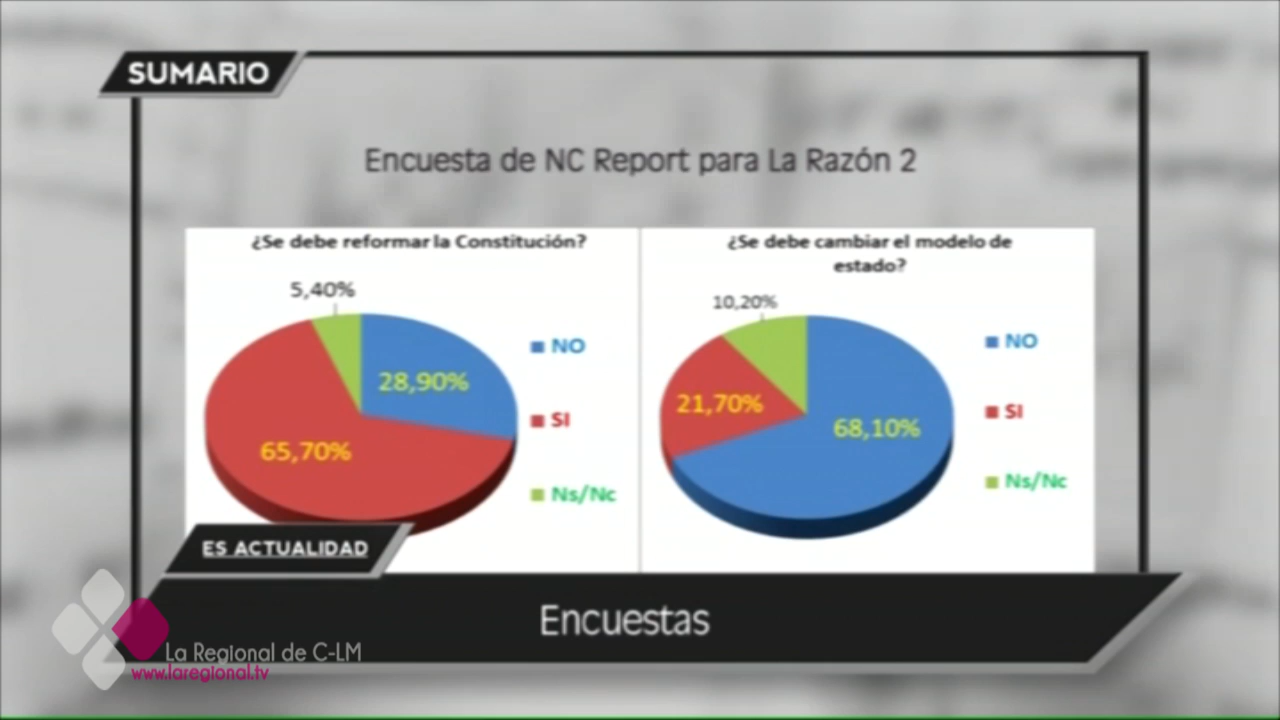 SUMARIO
Encuesta de NC Report para La Razón 2
¿Se debe reformar la Constitución?
5,40%
28,90%
65,70%
NO
SI
Ns/Nc
¿Se debe cambiar el modelo de
estado?
10,20%
21,70%
68,10%
NO
SI
Ns/Nc
ES ACTUALIDAD
Encuestas
La Regional de C-LM
www.laregional.tv